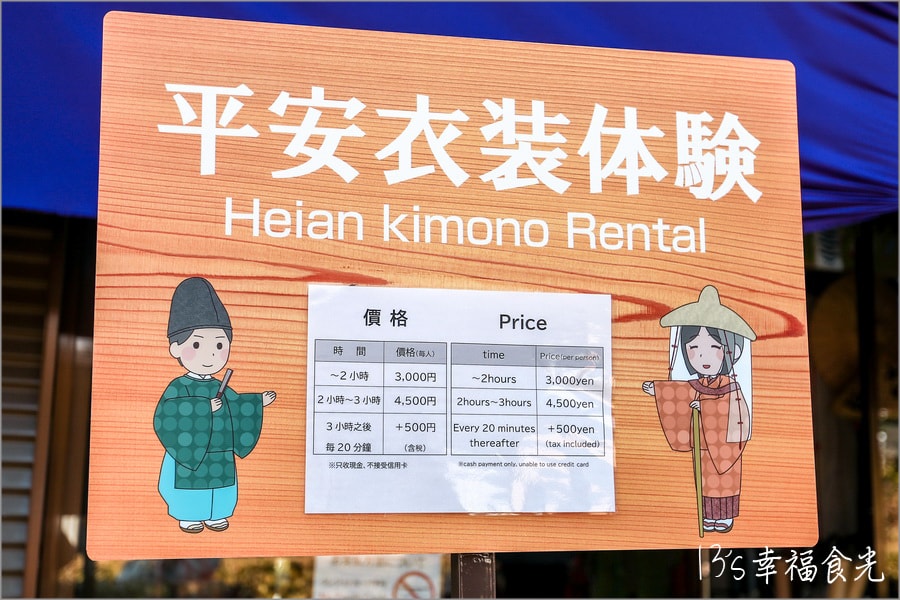 平安衣装体験
Heian kimono Rental
價格
時 間 價格(每人)
～2小時 3,000円
2小時～3小時 4,500円
3小時之後 +500円
每20分鐘 (含稅)
※只收現金、不接受信用卡
Price
time Price(per person)
～2hours 3,000yen
2hours～3hours 4,500yen
Every 20 minutes +500yen
thereafter (tax included)
※cash payment only, unable to use credit card
13's幸福食光